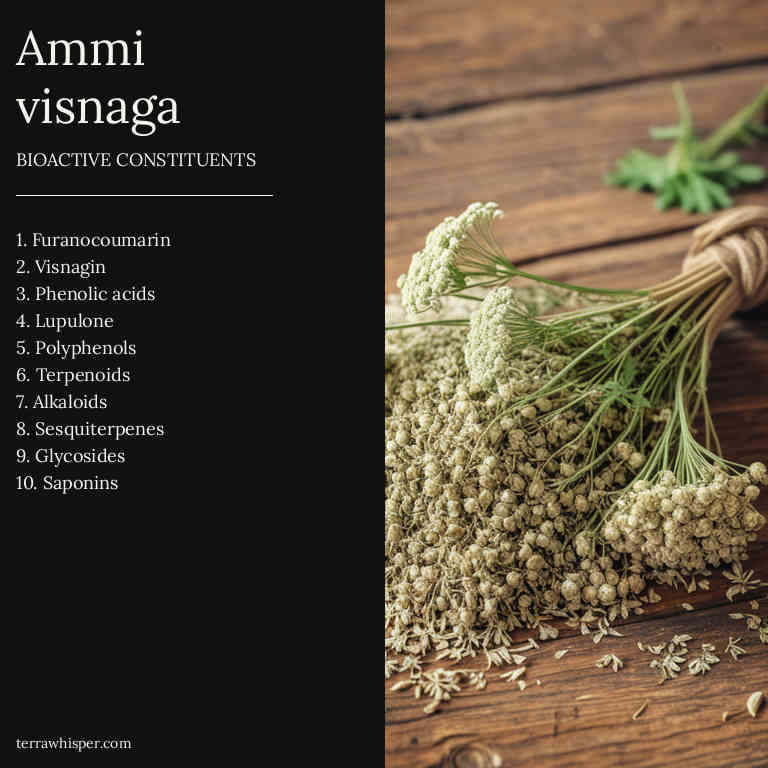 Ammi
visnaga
BIOACTIVE CONSTITUENTS
1. Furanocoumarin
2. Visnagin
3. Phenolic acids
4. Lupulone
5. Polyphenols
6. Terpenoids
7. Alkaloids
8. Sesquiterpenes
9. Glycosides
10. Saponins
terrawhisper.com